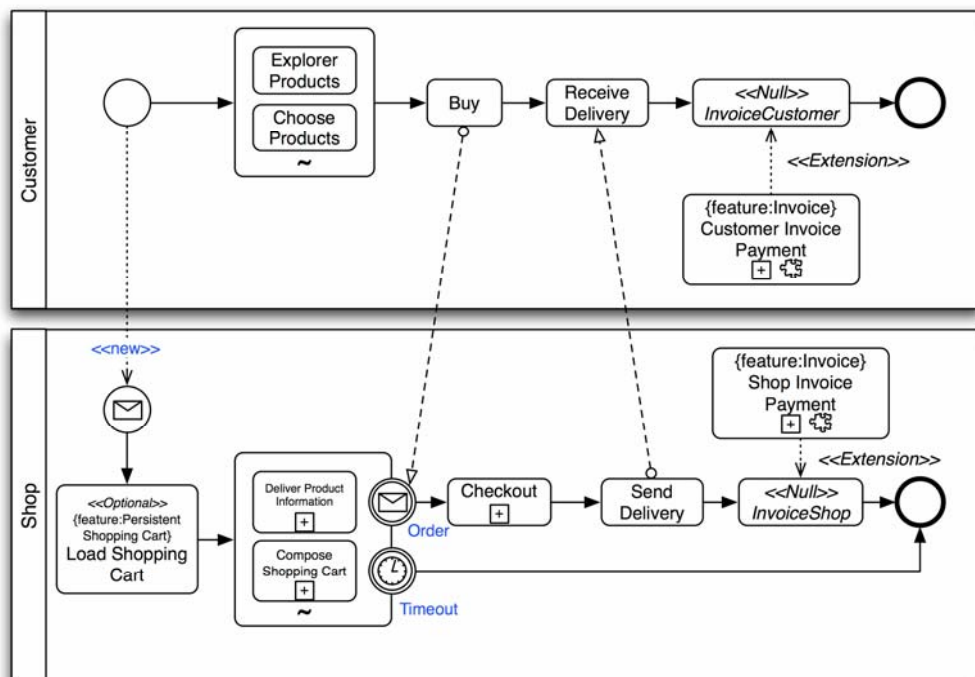 Customer
Explorer
Products
Choose
Products
~
Buy
Receive
Delivery
<<Null>>
InvoiceCustomer
<<Extension>>
{feature:Invoice}
Customer Invoice
Payment
+
<<new>>
Shop
<<Optional>>
{feature:Persistent
Shopping Cart}
Load Shopping
Cart
Deliver Product
Information
+
Compose
Shopping Cart
+
~
Order
Timeout
Checkout
+
Send
Delivery
{feature:Invoice}
Shop Invoice
Payment
+
<<Extension>>
<<Null>>
InvoiceShop